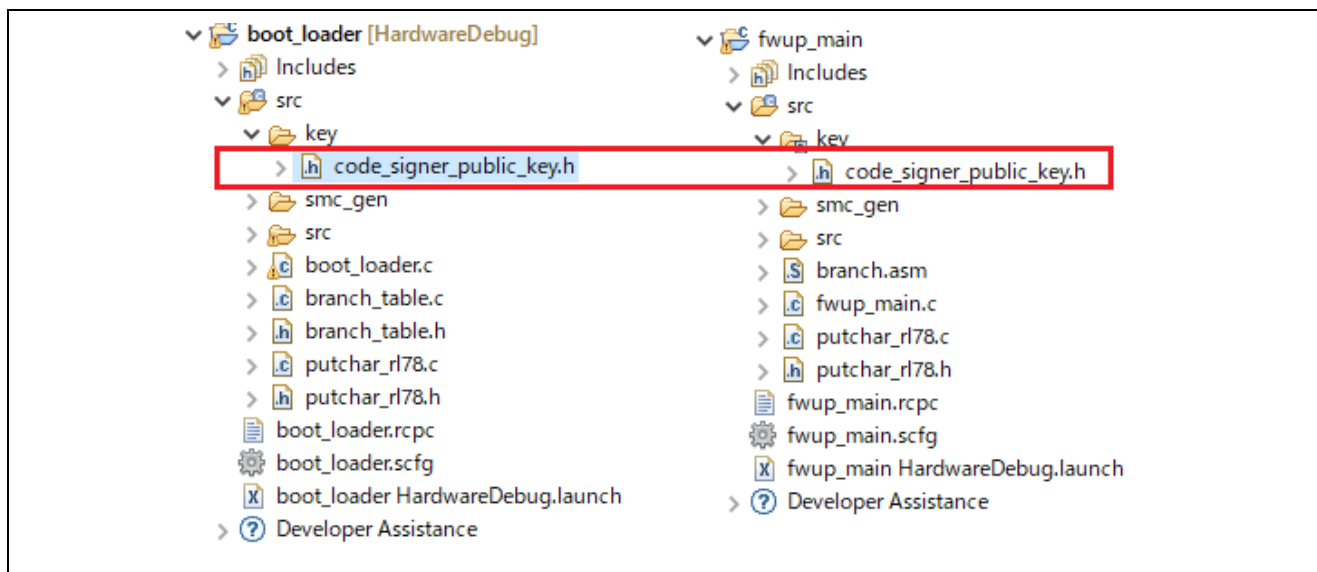 boot_loader [HardwareDebug]
Includes
src
key
code_signer_public_key.h
smc_gen
src
boot_loader.c
branch_table.c
branch_table.h
putchar_rl78.c
putchar_rl78.h
boot_loader.rcpc
boot_loader.scfg
boot_loader HardwareDebug.launch
Developer Assistance
fwup_main
Includes
src
key
code_signer_public_key.h
smc_gen
src
branch.asm
fwup_main.c
putchar_rl78.c
putchar_rl78.h
fwup_main.rcpc
fwup_main.scfg
fwup_main HardwareDebug.launch
Developer Assistance